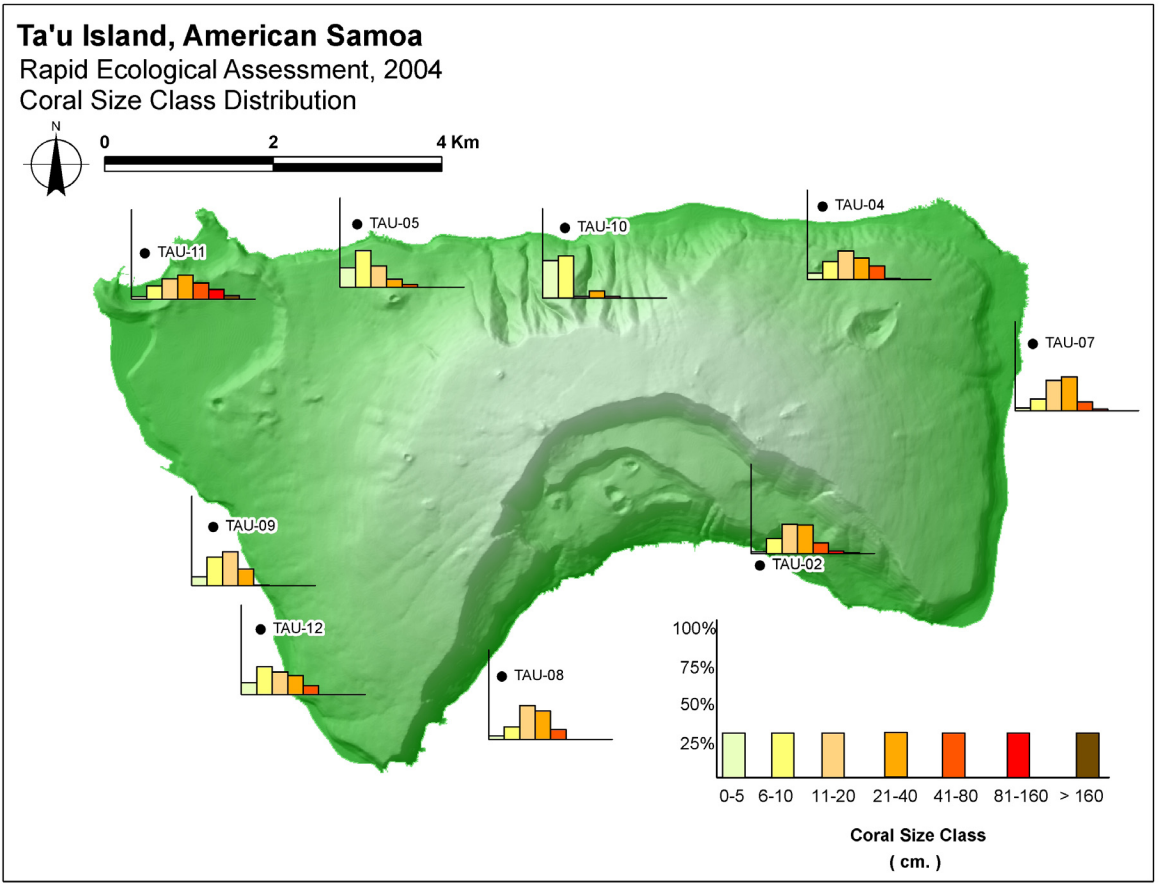 Ta'u Island, American Samoa
Rapid Ecological Assessment, 2004
Coral Size Class Distribution
N
0 2 4 Km
TAU-04
TAU-05
TAU-10
TAU-11
TAU-07
TAU-09
TAU-02
TAU-12
TAU-08
100%
75%
50%
25%
0-5 6-10 11-20 21-40 41-80 81-160 > 160
Coral Size Class
( cm. )